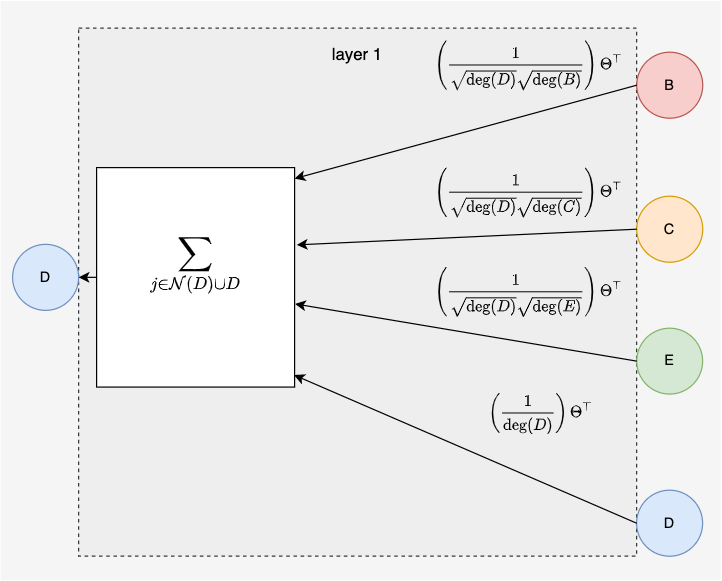 layer 1
$\left(\frac{1}{\sqrt{\deg(D)}\sqrt{\deg(B)}}\right)\Theta^\top$
B
$\left(\frac{1}{\sqrt{\deg(D)}\sqrt{\deg(C)}}\right)\Theta^\top$
C
D
$\sum_{j\in\mathcal{N}(D)\cup D}$
$\left(\frac{1}{\sqrt{\deg(D)}\sqrt{\deg(E)}}\right)\Theta^\top$
E
$\left(\frac{1}{\deg(D)}\right)\Theta^\top$
D